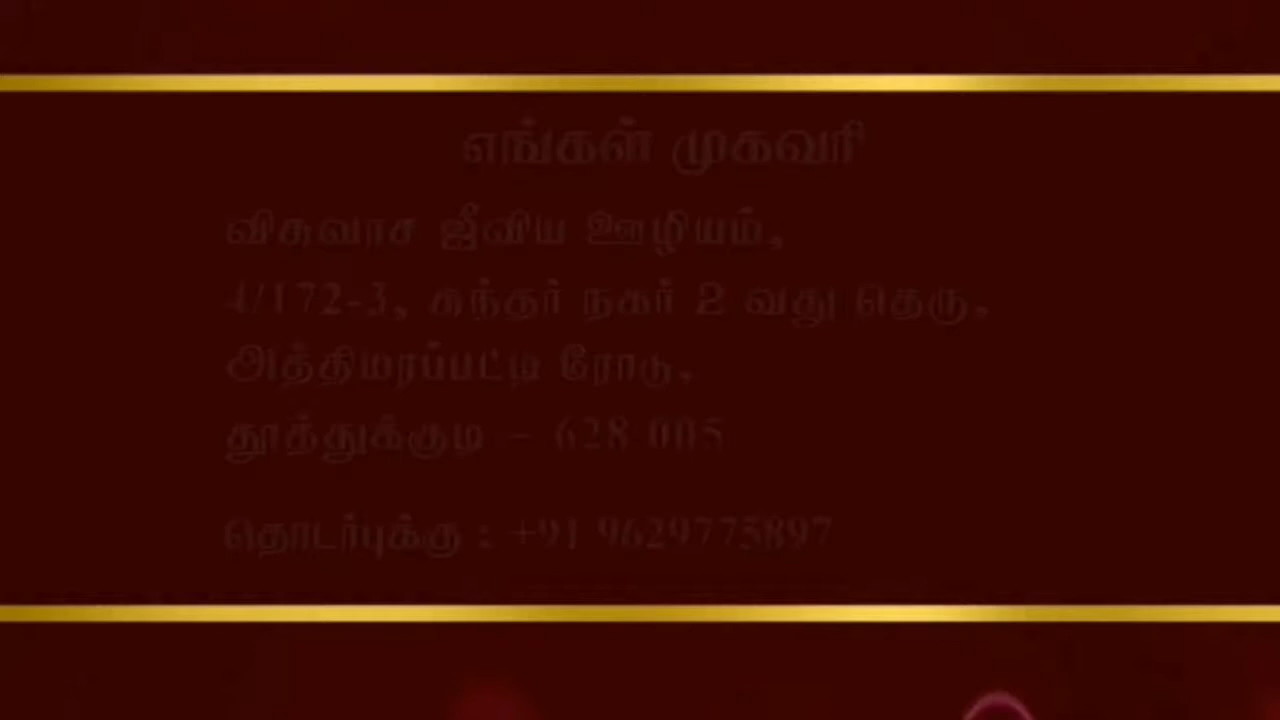 எங்கள் முகவரி
விசுவாச ஜீவிய ஊழியம்,
4/172-3, சுந்தர் நகர் 2 வது தெரு,
அத்திமரப்பட்டி ரோடு,
தூத்துக்குடி – 628 005
தொடர்புக்கு : +91 9629775897